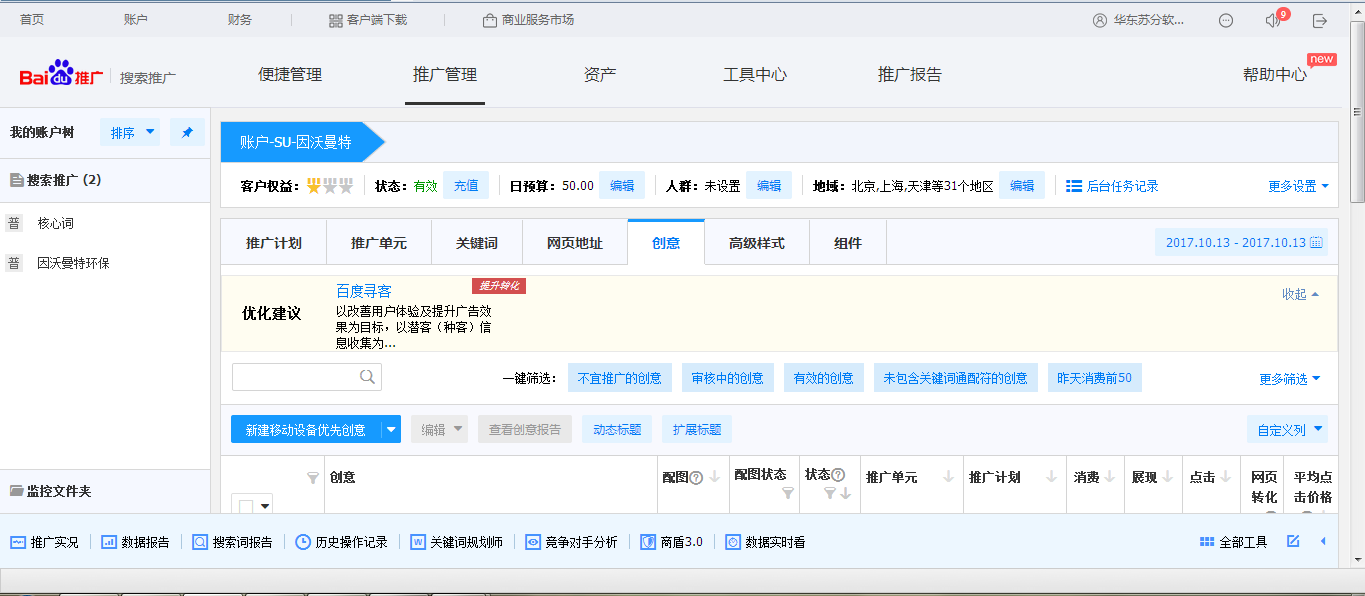 首页 账户 财务 客户端下载 商业服务市场 华东苏分软... 9
Baidu推广 搜索推广 便捷管理 推广管理 资产 工具中心 推广报告 帮助中心 new
我的账户树 排序
账户-SU-因沃曼特
搜索推广 (2)
客户权益： 状态：有效 充值 日预算：50.00 编辑 人群：未设置 编辑 地域：北京,上海,天津等31个地区 编辑 后台任务记录 更多设置
普 核心词
普 因沃曼特环保
推广计划 推广单元 关键词 网页地址 创意 高级样式 组件 2017.10.13 - 2017.10.13
优化建议
百度寻客 提升转化
以改善用户体验及提升广告效
果为目标，以潜客（种客）信
息收集为...
收起
一键筛选： 不宜推广的创意 审核中的创意 有效的创意 未包含关键词通配符的创意 昨天消费前50 更多筛选
新建移动设备优先创意 编辑 查看创意报告 动态标题 扩展标题 自定义列
创意 配图 配图状态 状态 推广单元 推广计划 消费 展现 点击 网页转化 平均点击价格
监控文件夹
推广实况 数据报告 搜索词报告 历史操作记录 关键词规划师 竞争对手分析 商盾3.0 数据实时看 全部工具